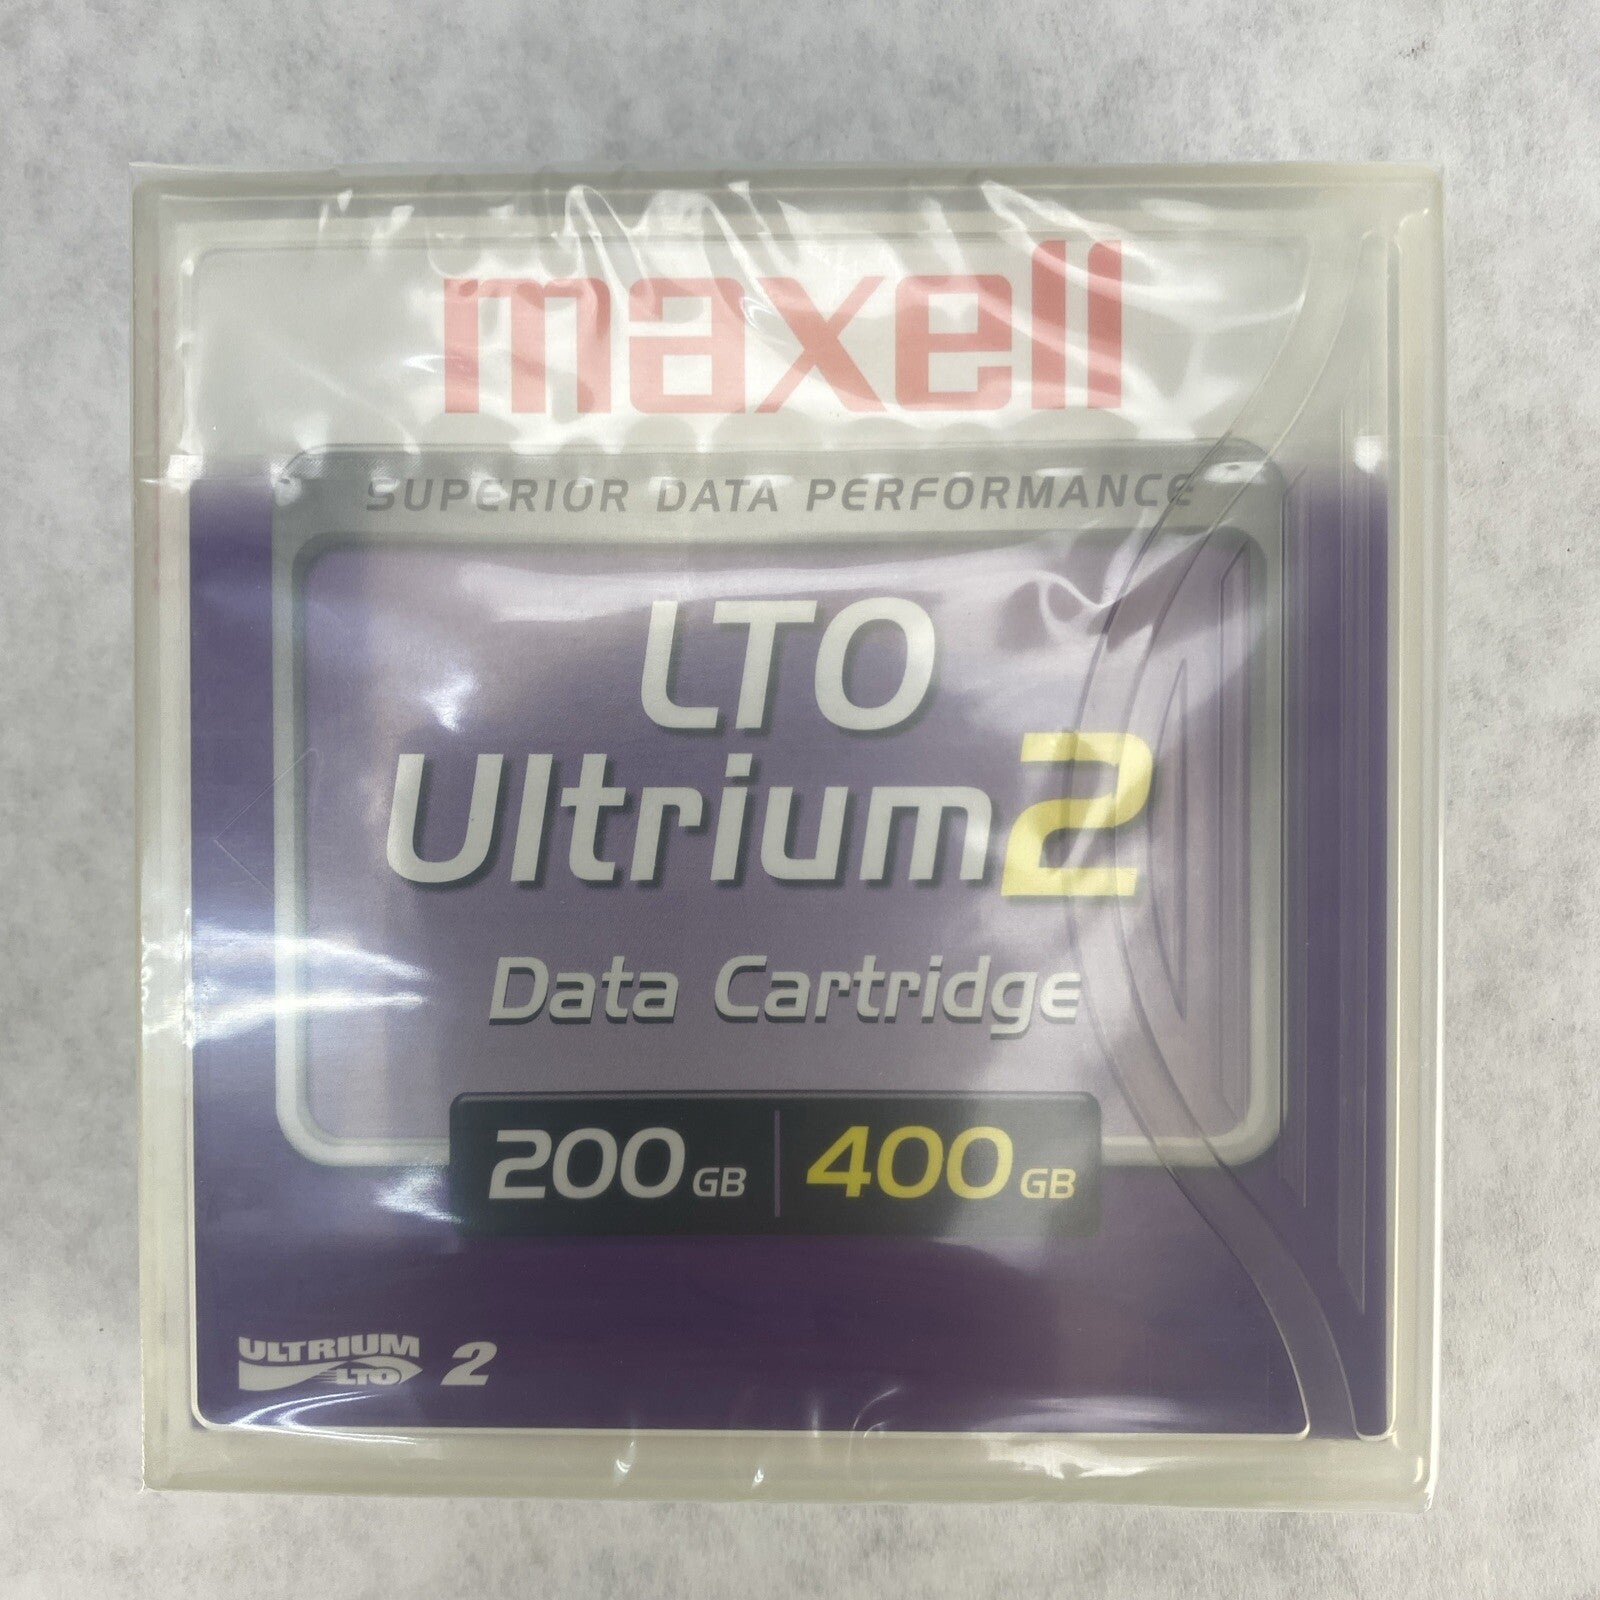 maxell
SUPERIOR DATA PERFORMANCE
LTO
Ultrium2
Data Cartridge
200GB | 400GB
ULTRIUM
LTO 2